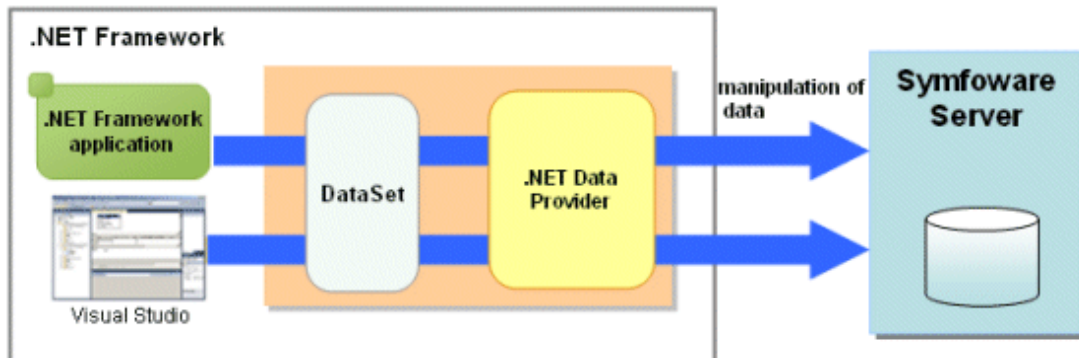 .NET Framework
.NET Framework
application
Visual Studio
DataSet
.NET Data
Provider
manipulation of
data
Symfoware
Server